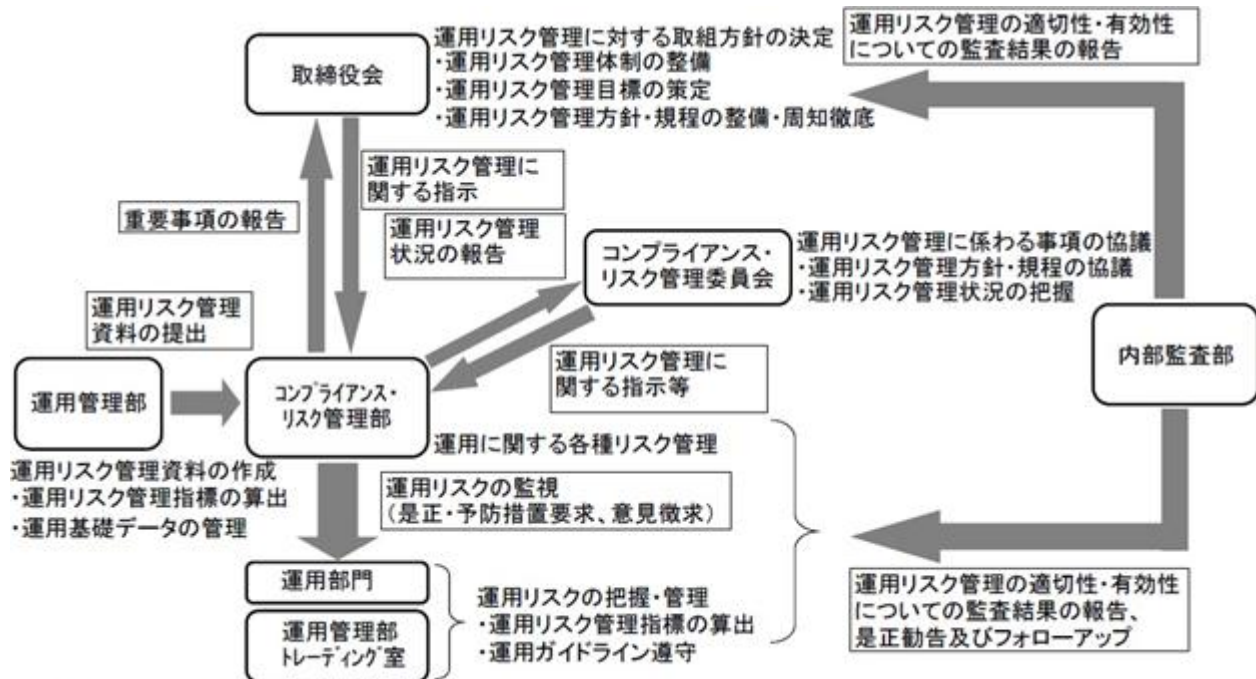 運用リスク管理に対する取組方針の決定
・運用リスク管理体制の整備
・運用リスク管理目標の策定
・運用リスク管理方針・規程の整備・周知徹底
取締役会
運用リスク管理の適切性・有効性
についての監査結果の報告
運用リスク管理に
関する指示
重要事項の報告
運用リスク管理
状況の報告
コンプライアンス・
リスク管理委員会
運用リスク管理に係わる事項の協議
・運用リスク管理方針・規程の協議
・運用リスク管理状況の把握
運用リスク管理
資料の提出
内部監査部
運用管理部
コンプライアンス・
リスク管理部
運用リスク管理に
関する指示等
運用に関する各種リスク管理
運用リスク管理資料の作成
・運用リスク管理指標の算出
・運用基礎データの管理
運用リスクの監視
(是正・予防措置要求、意見徴求)
運用部門
運用管理部
トレーディング室
運用リスクの把握・管理
・運用リスク管理指標の算出
・運用ガイドライン遵守
運用リスク管理の適切性・有効性
についての監査結果の報告、
是正勧告及びフォローアップ